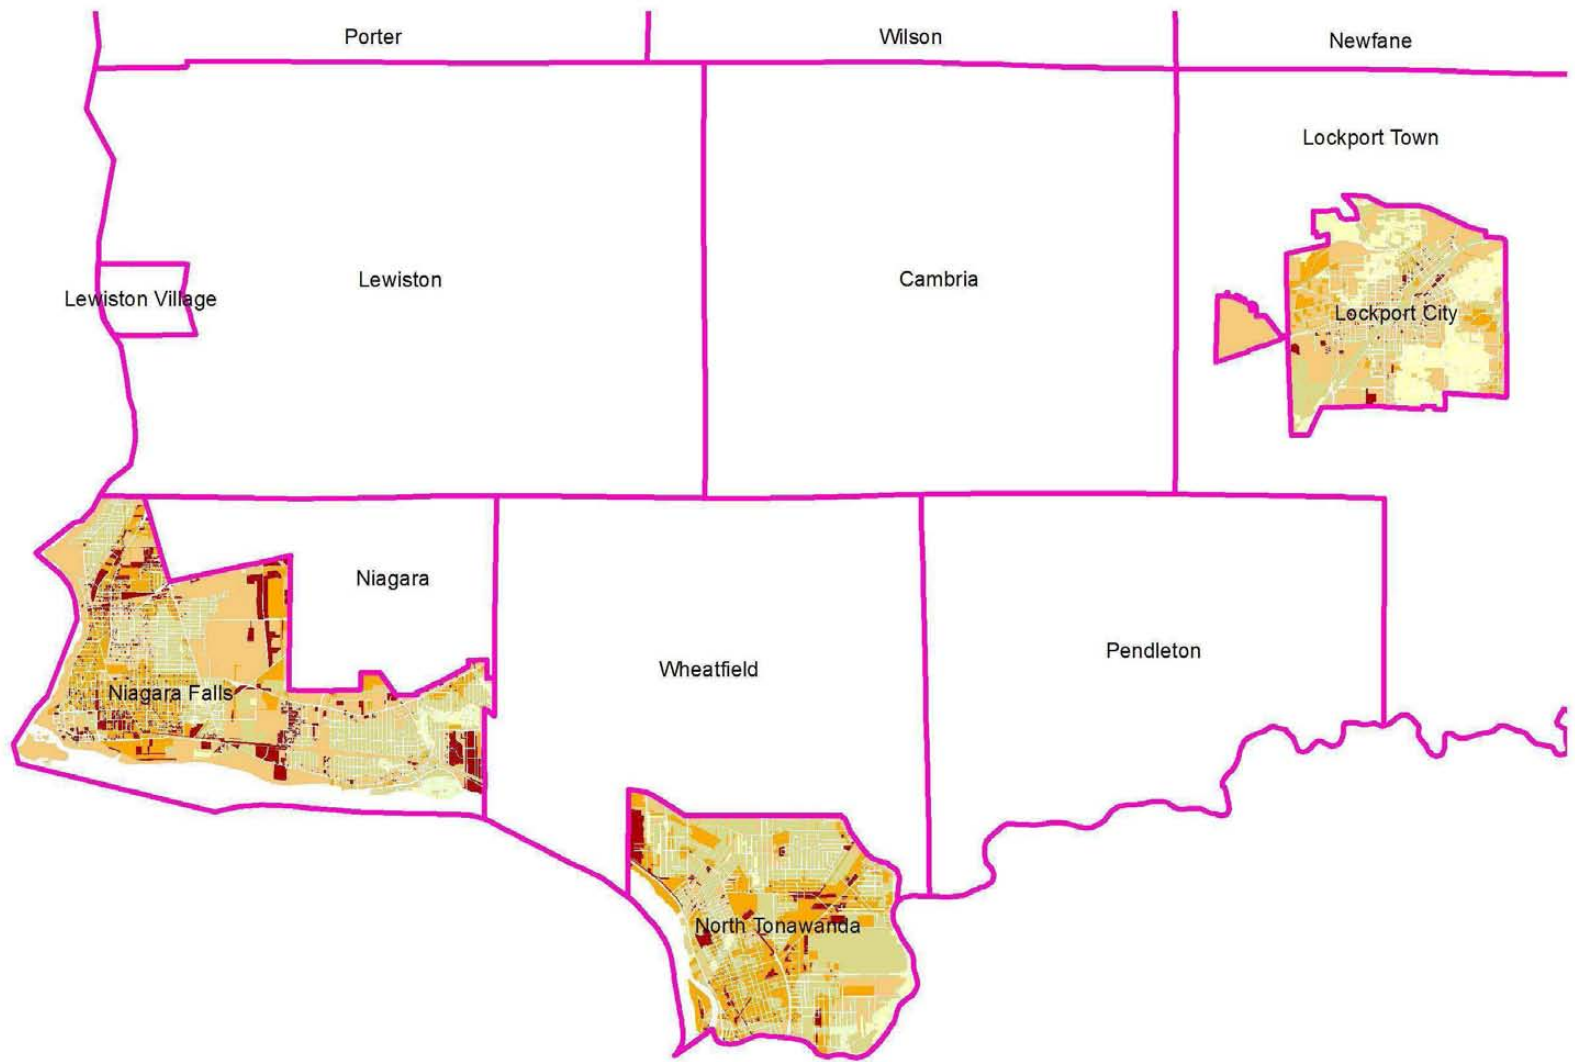 Porter
Wilson
Newfane
Lockport Town
Lewiston
Cambria
Lewiston Village
Lockport City
Niagara
Pendleton
Wheatfield
Niagara Falls
North Tonawanda